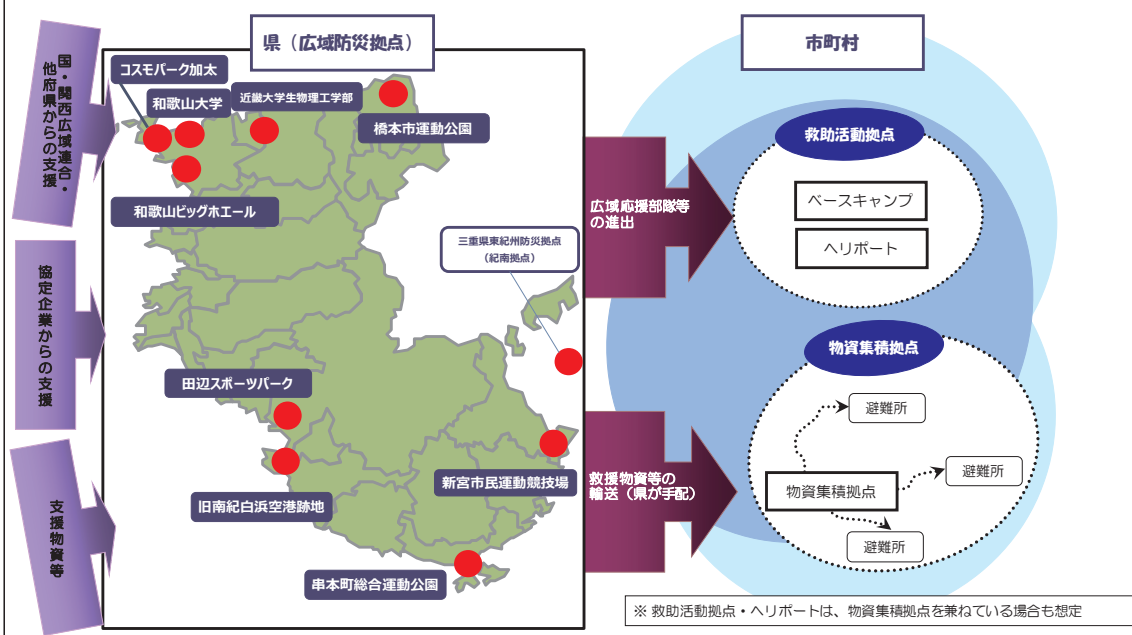 国・関西広域連合・
他府県からの支援
協定企業からの支援
支援物資等
県（広域防災拠点）
コスモパーク加太
和歌山大学
近畿大学生物理工学部
橋本市運動公園
和歌山ビッグホエール
三重県東紀州防災拠点
（紀南拠点）
田辺スポーツパーク
旧南紀白浜空港跡地
新宮市民運動競技場
串本町総合運動公園
広域応援部隊等
の進出
救援物資等の
輸送（県が手配）
市町村
救助活動拠点
ベースキャンプ
ヘリポート
物資集積拠点
避難所
避難所
物資集積拠点
避難所
※ 救助活動拠点・ヘリポートは、物資集積拠点を兼ねている場合も想定